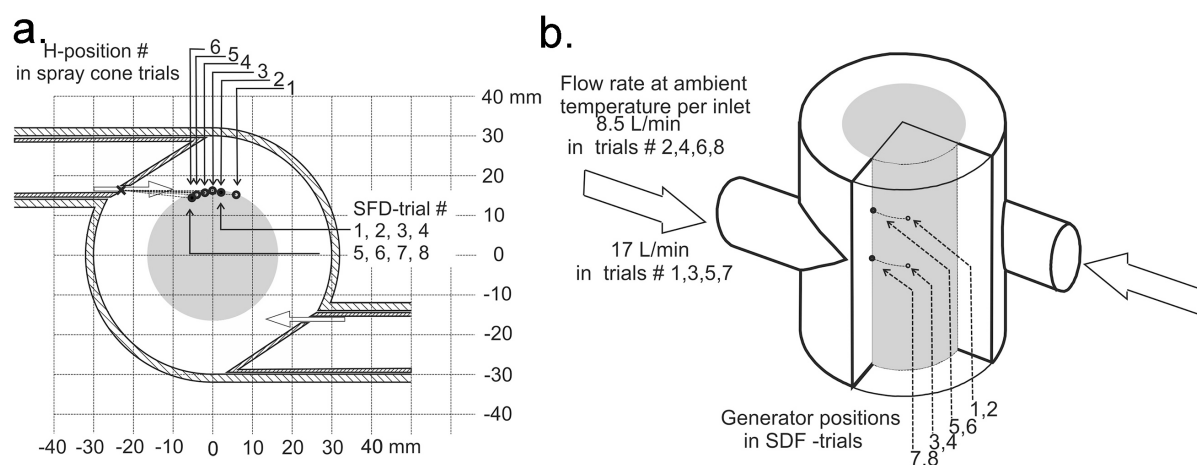 a.
H-position #
in spray cone trials
6
5
4
3
2
1
40 mm
30
20
10
0
-10
-20
-30
-40
SFD-trial #
1, 2, 3, 4
5, 6, 7, 8
-40 -30 -20 -10 0 10 20 30 40 mm
b.
Flow rate at ambient
temperature per inlet
8.5 L/min
in trials # 2,4,6,8
17 L/min
in trials # 1,3,5,7
Generator positions
in SDF -trials
1,2
5,6
3,4
7,8